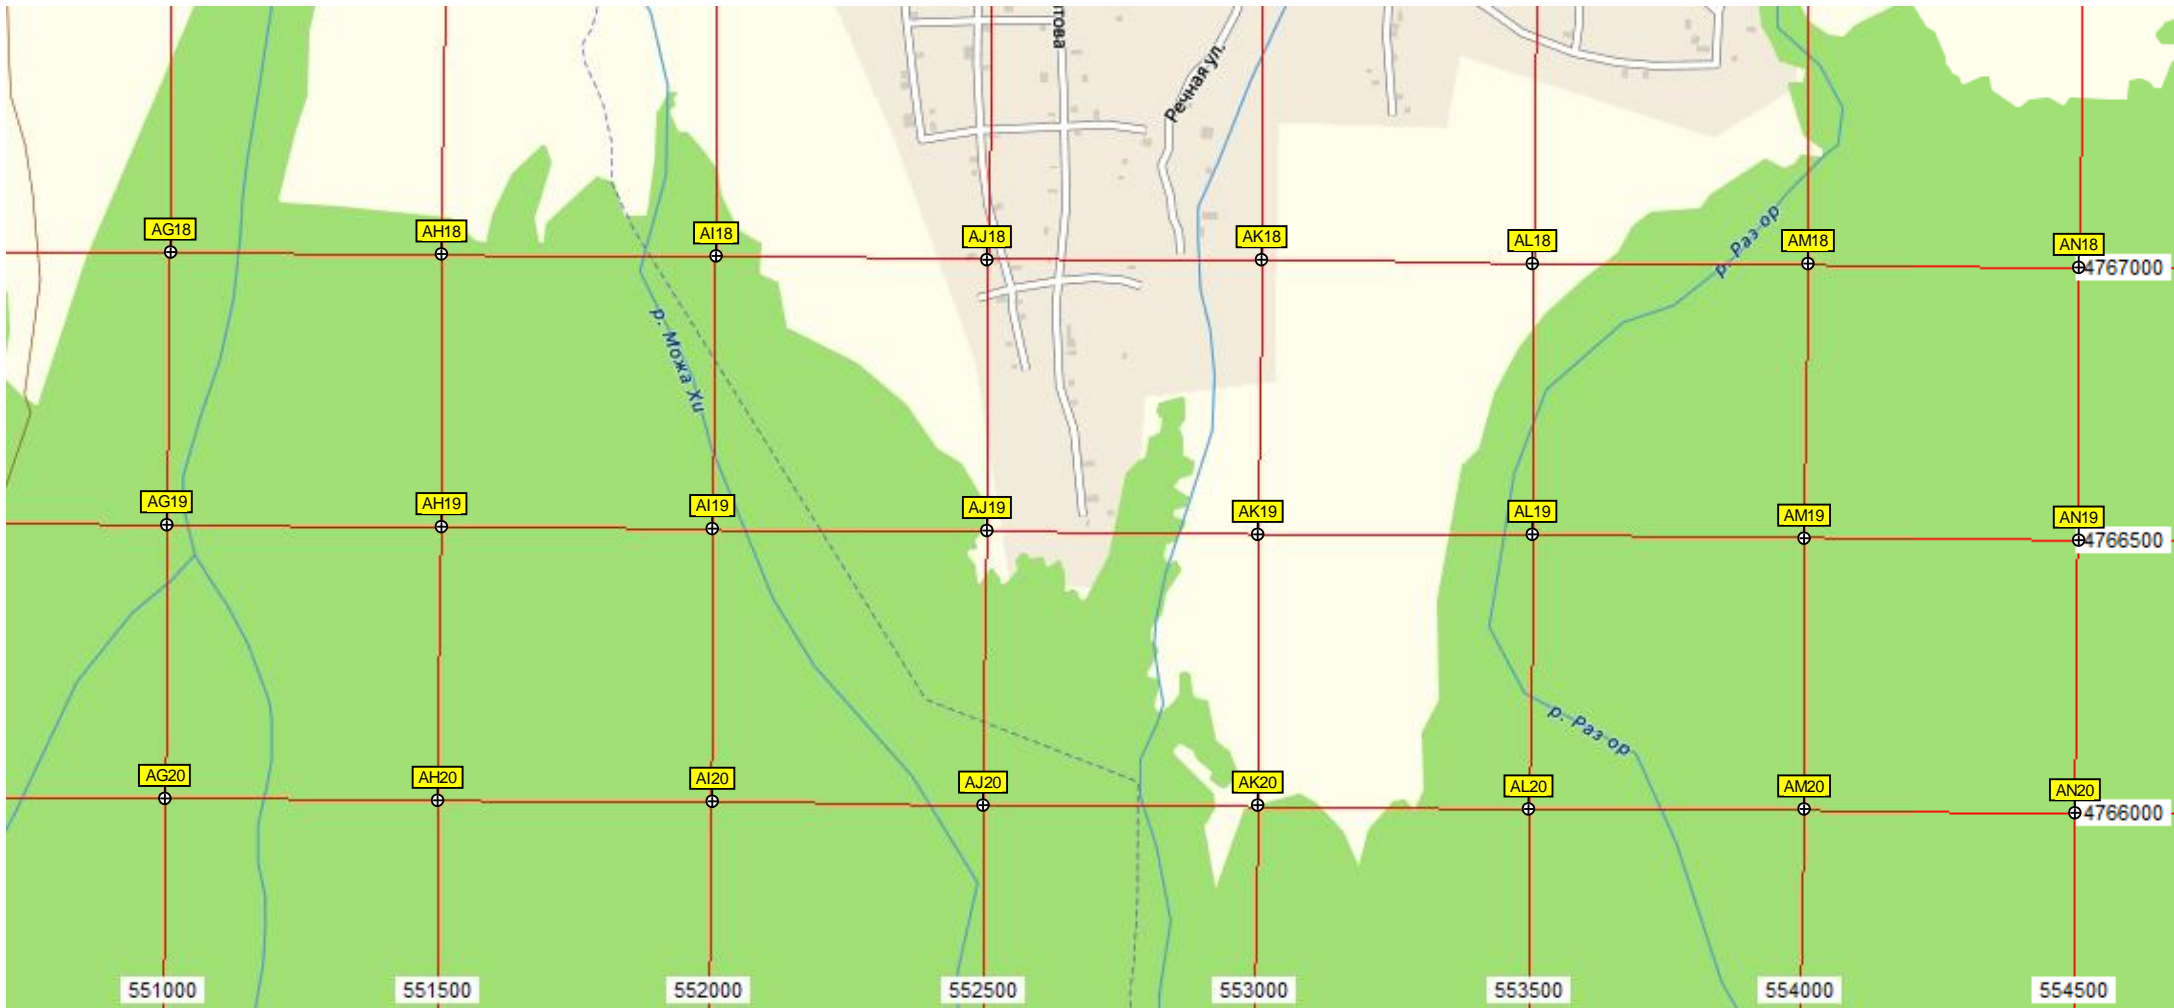 това
Речная ул.
р. Раз-ор
AG18 AH18 AI18 AJ18 AK18 AL18 AM18 AN18
4767000
р. Можа Хи
AG19 AH19 AI19 AJ19 AK19 AL19 AM19 AN19
4766500
р. Раз-ор
AG20 AH20 AI20 AJ20 AK20 AL20 AM20 AN20
4766000
551000 551500 552000 552500 553000 553500 554000 554500